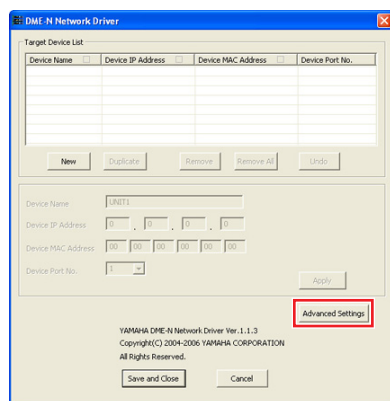 DME-N Network Driver
Target Device List
Device Name Device IP Address Device MAC Address Device Port No.
New Duplicate Remove Remove All Undo
Device Name UNIT1
Device IP Address 0 . 0 . 0 . 0
Device MAC Address 00 00 00 00 00 00
Device Port No. 1
Apply
Advanced Settings
YAMAHA DME-N Network Driver Ver.1.1.3
Copyright(C) 2004-2006 YAMAHA CORPORATION
All Rights Reserved.
Save and Close Cancel